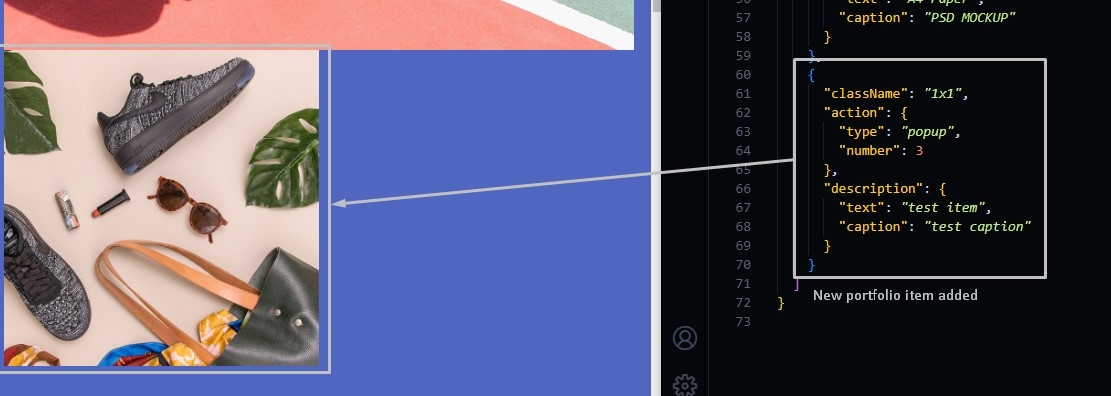 56 "text": "A4 Paper",
57 "caption": "PSD MOCKUP"
58 }
59 },
60 {
61 "className": "1x1",
62 "action": {
63 "type": "popup",
64 "number": 3
65 },
66 "description": {
67 "text": "test item",
68 "caption": "test caption"
69 }
70 }
71 ]
New portfolio item added
72 }
73